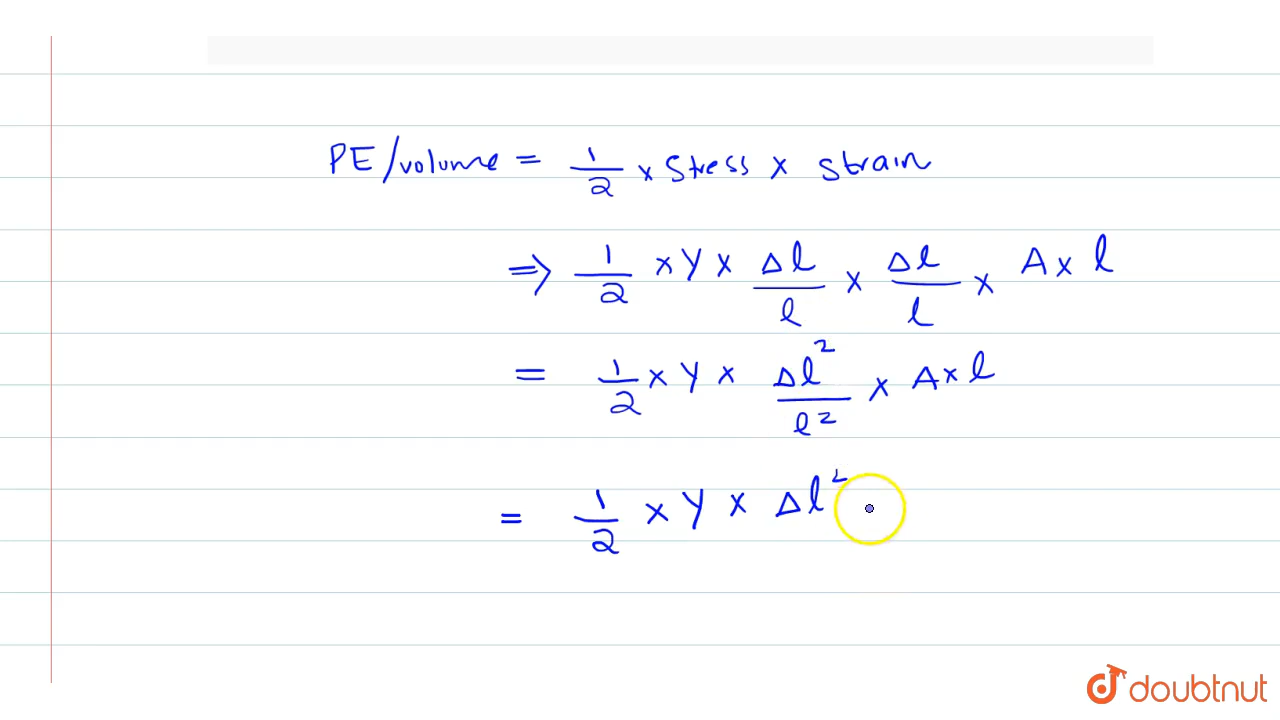 PE/volume = 1/2 x Stress x Strain
=> 1/2 x Y x Δl/l x Δl/l x A x l
= 1/2 x Y x Δl²/l² x A x l
= 1/2 x Y x Δl²
doubtnut